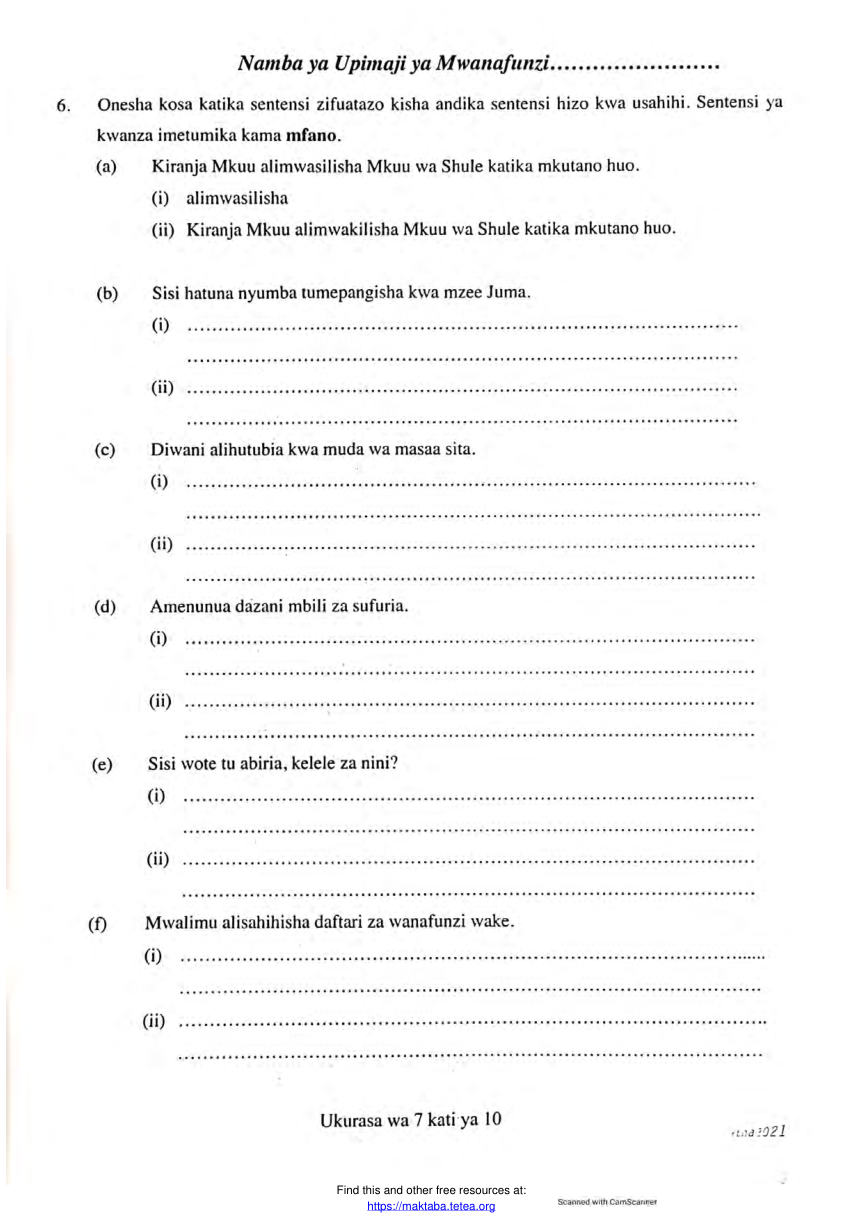 Namba ya Upimaji ya Mwanafunzi........................
6. Onesha kosa katika sentensi zifuatazo kisha andika sentensi hizo kwa usahihi. Sentensi ya
kwanza imetumika kama mfano.
(a) Kiranja Mkuu alimwasilisha Mkuu wa Shule katika mkutano huo.
(i) alimwasilisha
(ii) Kiranja Mkuu alimwakilisha Mkuu wa Shule katika mkutano huo.
(b) Sisi hatuna nyumba tumepangisha kwa mzee Juma.
(i) ..........................................................................................
..........................................................................................
(ii) ..........................................................................................
..........................................................................................
(c) Diwani alihutubia kwa muda wa masaa sita.
(i) ..........................................................................................
..........................................................................................
(ii) ..........................................................................................
..........................................................................................
(d) Amenunua dazani mbili za sufuria.
(i) ..........................................................................................
..........................................................................................
(ii) ..........................................................................................
..........................................................................................
(e) Sisi wote tu abiria, kelele za nini?
(i) ..........................................................................................
..........................................................................................
(ii) ..........................................................................................
..........................................................................................
(f) Mwalimu alisahihisha daftari za wanafunzi wake.
(i) ..........................................................................................
..........................................................................................
(ii) ..........................................................................................
..........................................................................................
Ukurasa wa 7 kati ya 10
Find this and other free resources at:
https://maktaba.tetea.org
Scanned with CamScanner